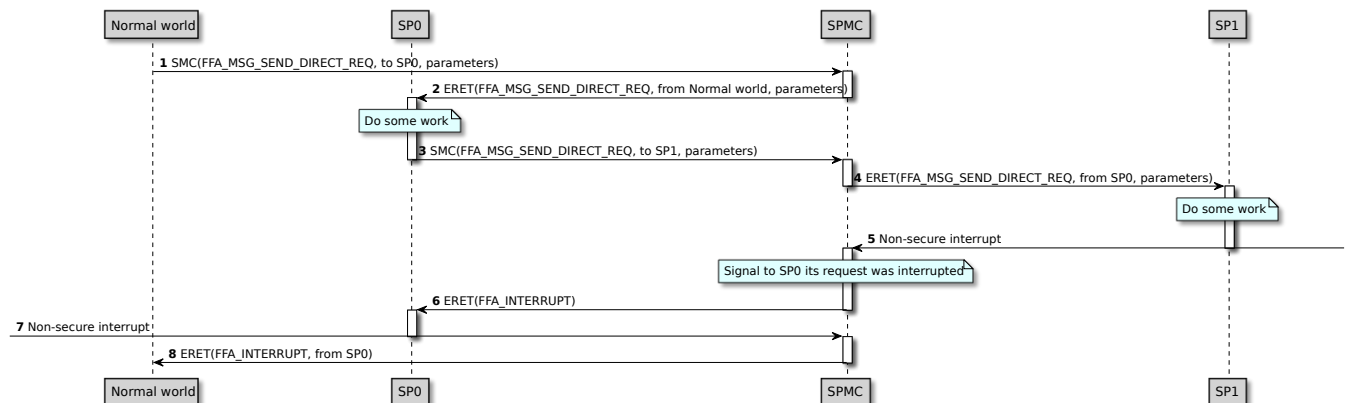 Normal world
SP0
SPMC
SP1
1 SMC(FFA_MSG_SEND_DIRECT_REQ, to SP0, parameters)
2 ERET(FFA_MSG_SEND_DIRECT_REQ, from Normal world, parameters)
Do some work
3 SMC(FFA_MSG_SEND_DIRECT_REQ, to SP1, parameters)
4 ERET(FFA_MSG_SEND_DIRECT_REQ, from SP0, parameters)
Do some work
5 Non-secure interrupt
Signal to SP0 its request was interrupted
6 ERET(FFA_INTERRUPT)
7 Non-secure interrupt
8 ERET(FFA_INTERRUPT, from SP0)
Normal world
SP0
SPMC
SP1